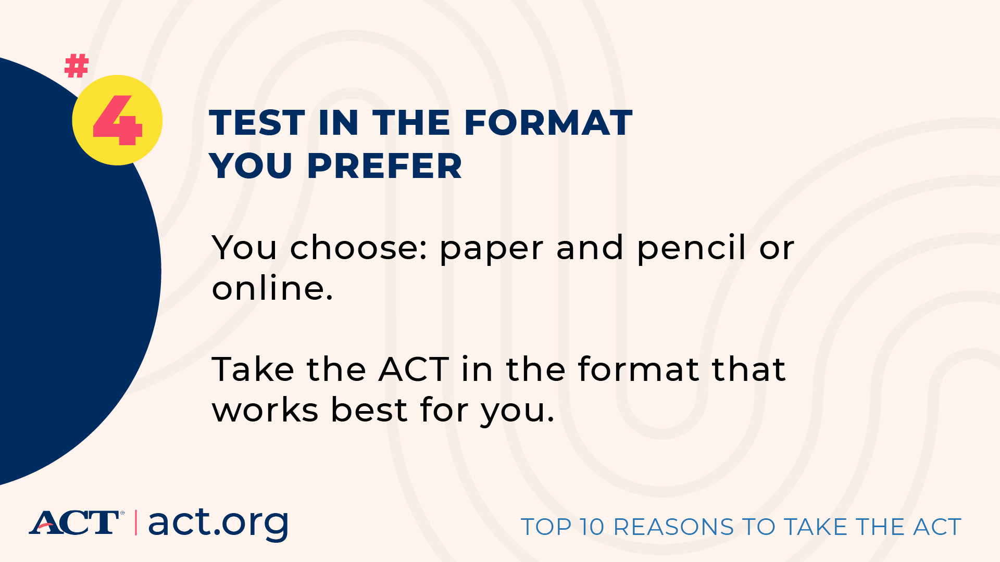 #
4
TEST IN THE FORMAT
YOU PREFER
You choose: paper and pencil or
online.
Take the ACT in the format that
works best for you.
ACT® | act.org
TOP 10 REASONS TO TAKE THE ACT